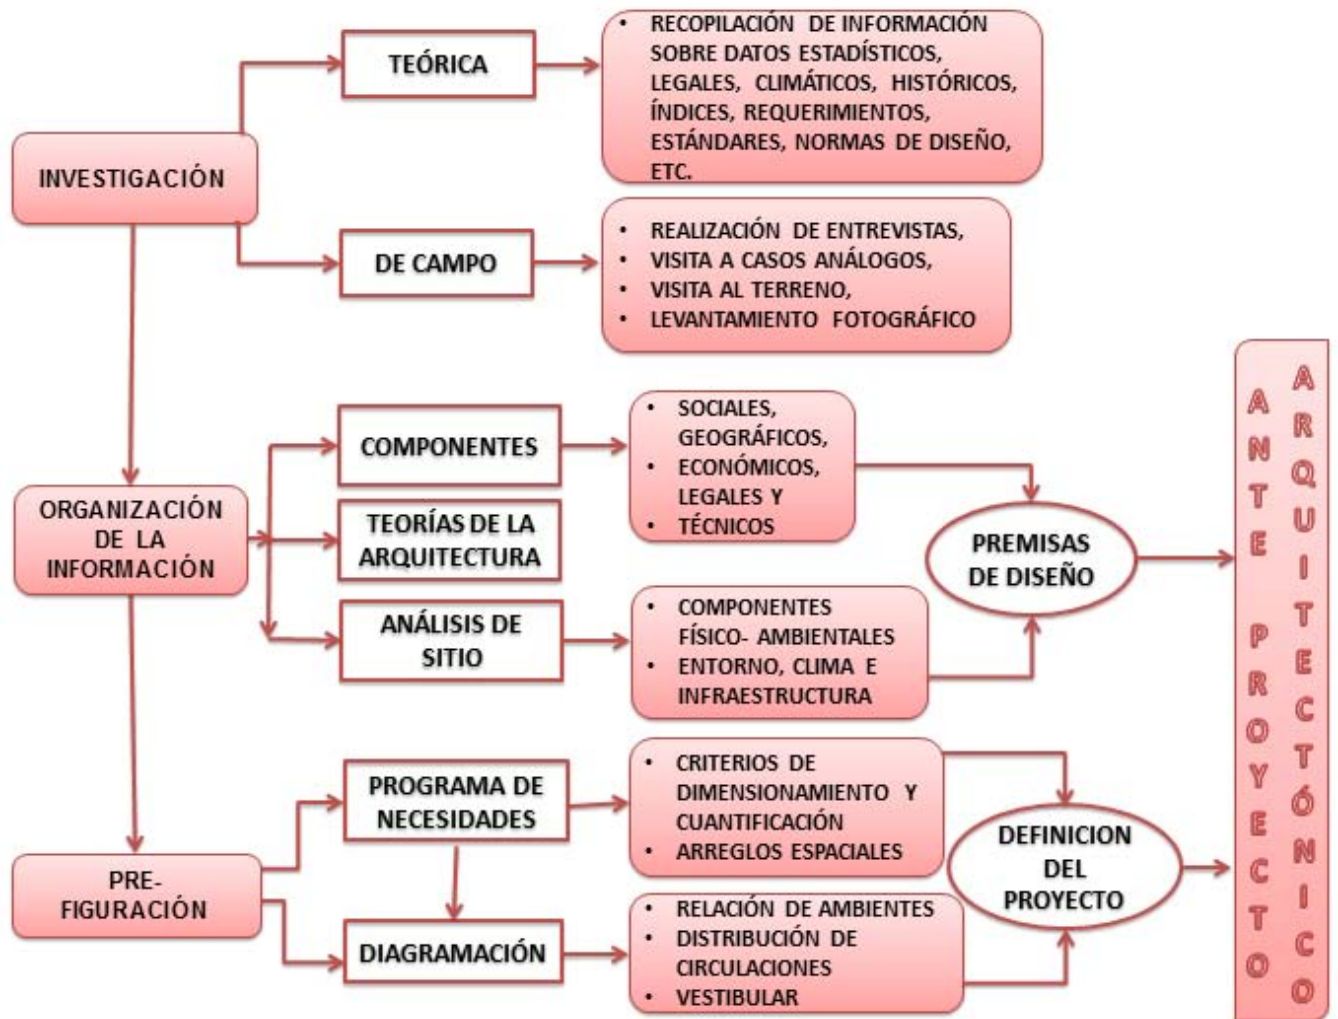 INVESTIGACIÓN
TEÓRICA
• RECOPILACIÓN DE INFORMACIÓN
SOBRE DATOS ESTADÍSTICOS,
LEGALES, CLIMÁTICOS, HISTÓRICOS,
ÍNDICES, REQUERIMIENTOS,
ESTÁNDARES, NORMAS DE DISEÑO,
ETC.
DE CAMPO
• REALIZACIÓN DE ENTREVISTAS,
• VISITA A CASOS ANÁLOGOS,
• VISITA AL TERRENO,
• LEVANTAMIENTO FOTOGRÁFICO
ORGANIZACIÓN
DE LA
INFORMACIÓN
COMPONENTES
• SOCIALES,
GEOGRÁFICOS,
• ECONÓMICOS,
LEGALES Y
• TÉCNICOS
TEORÍAS DE LA
ARQUITECTURA
ANÁLISIS DE
SITIO
• COMPONENTES
FÍSICO- AMBIENTALES
• ENTORNO, CLIMA E
INFRAESTRUCTURA
PREMISAS
DE DISEÑO
PRE-
FIGURACIÓN
PROGRAMA DE
NECESIDADES
• CRITERIOS DE
DIMENSIONAMIENTO Y
CUANTIFICACIÓN
• ARREGLOS ESPACIALES
DIAGRAMACIÓN
• RELACIÓN DE AMBIENTES
• DISTRIBUCIÓN DE
CIRCULACIONES
• VESTIBULAR
DEFINICION
DEL
PROYECTO
ANTE PROYECTO
ARQUITECTÓNICO